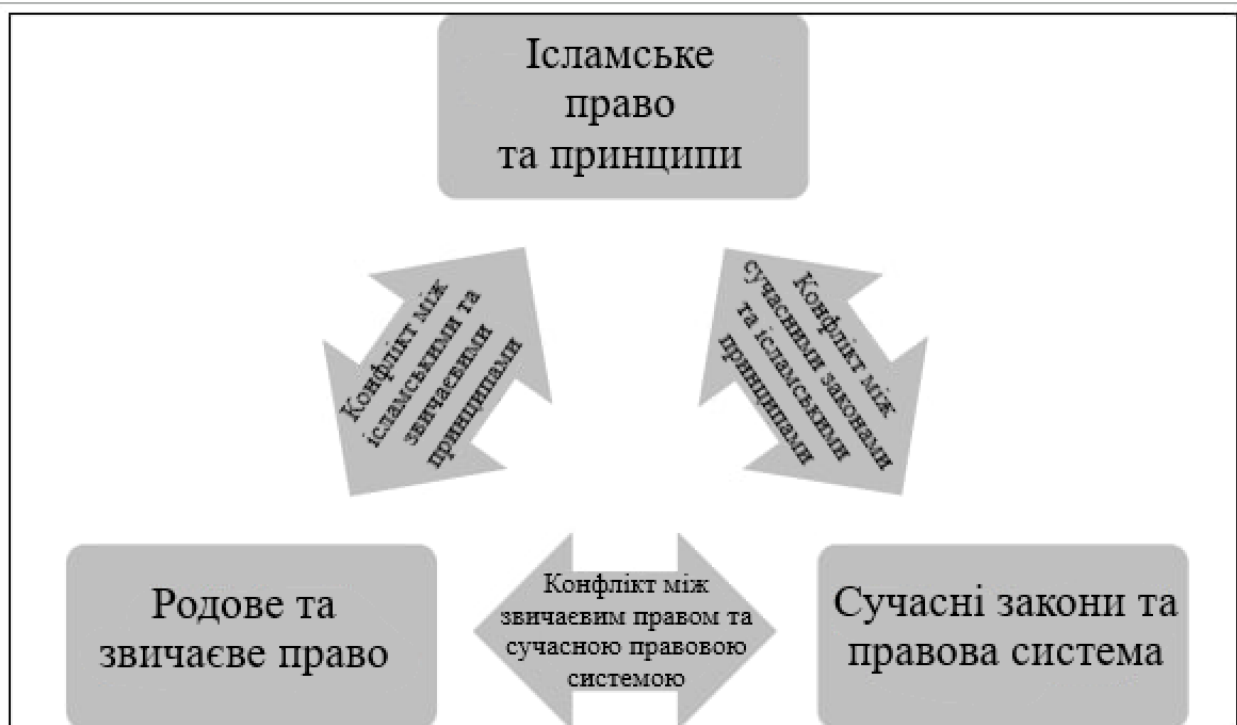 Ісламське
право
та принципи
Конфлікт між
ісламськими та
звичаєвими
принципами
Конфлікт між
сучасними законами
та ісламськими
принципами
Родове та
звичаєве право
Конфлікт між
звичаєвим правом та
сучасною правовою
системою
Сучасні закони та
правова система